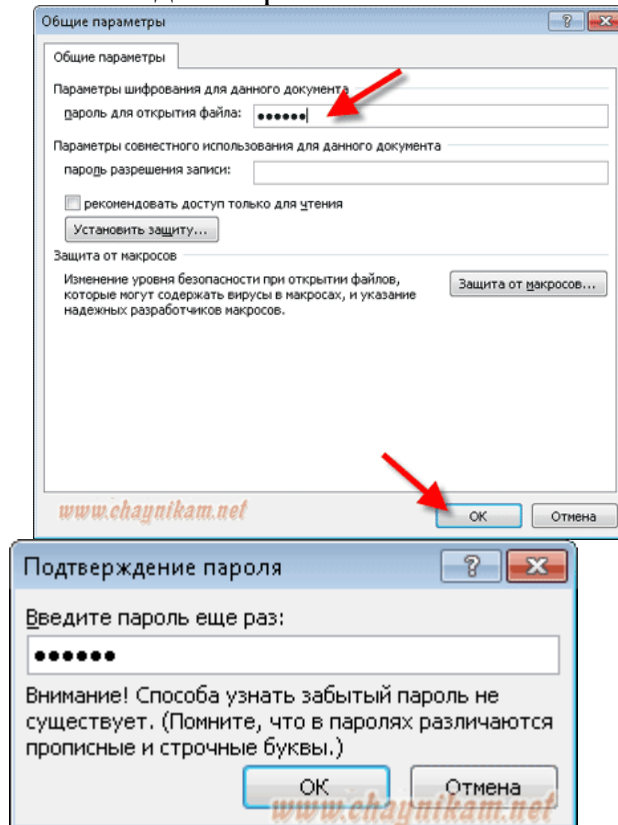 Общие параметры
Общие параметры
Параметры шифрования для данного документа
пароль для открытия файла: ••••••
Параметры совместного использования для данного документа
пароль разрешения записи:
рекомендовать доступ только для чтения
Установить защиту...
Защита от макросов
Изменение уровня безопасности при открытии файлов,
которые могут содержать вирусы в макросах, и указание
надежных разработчиков макросов.
Защита от макросов...
www.chaynikam.net
ОК
Отмена
Подтверждение пароля
Введите пароль еще раз:
••••••
Внимание! Способа узнать забытый пароль не
существует. (Помните, что в паролях различаются
прописные и строчные буквы.)
ОК
Отмена
www.chaynikam.net